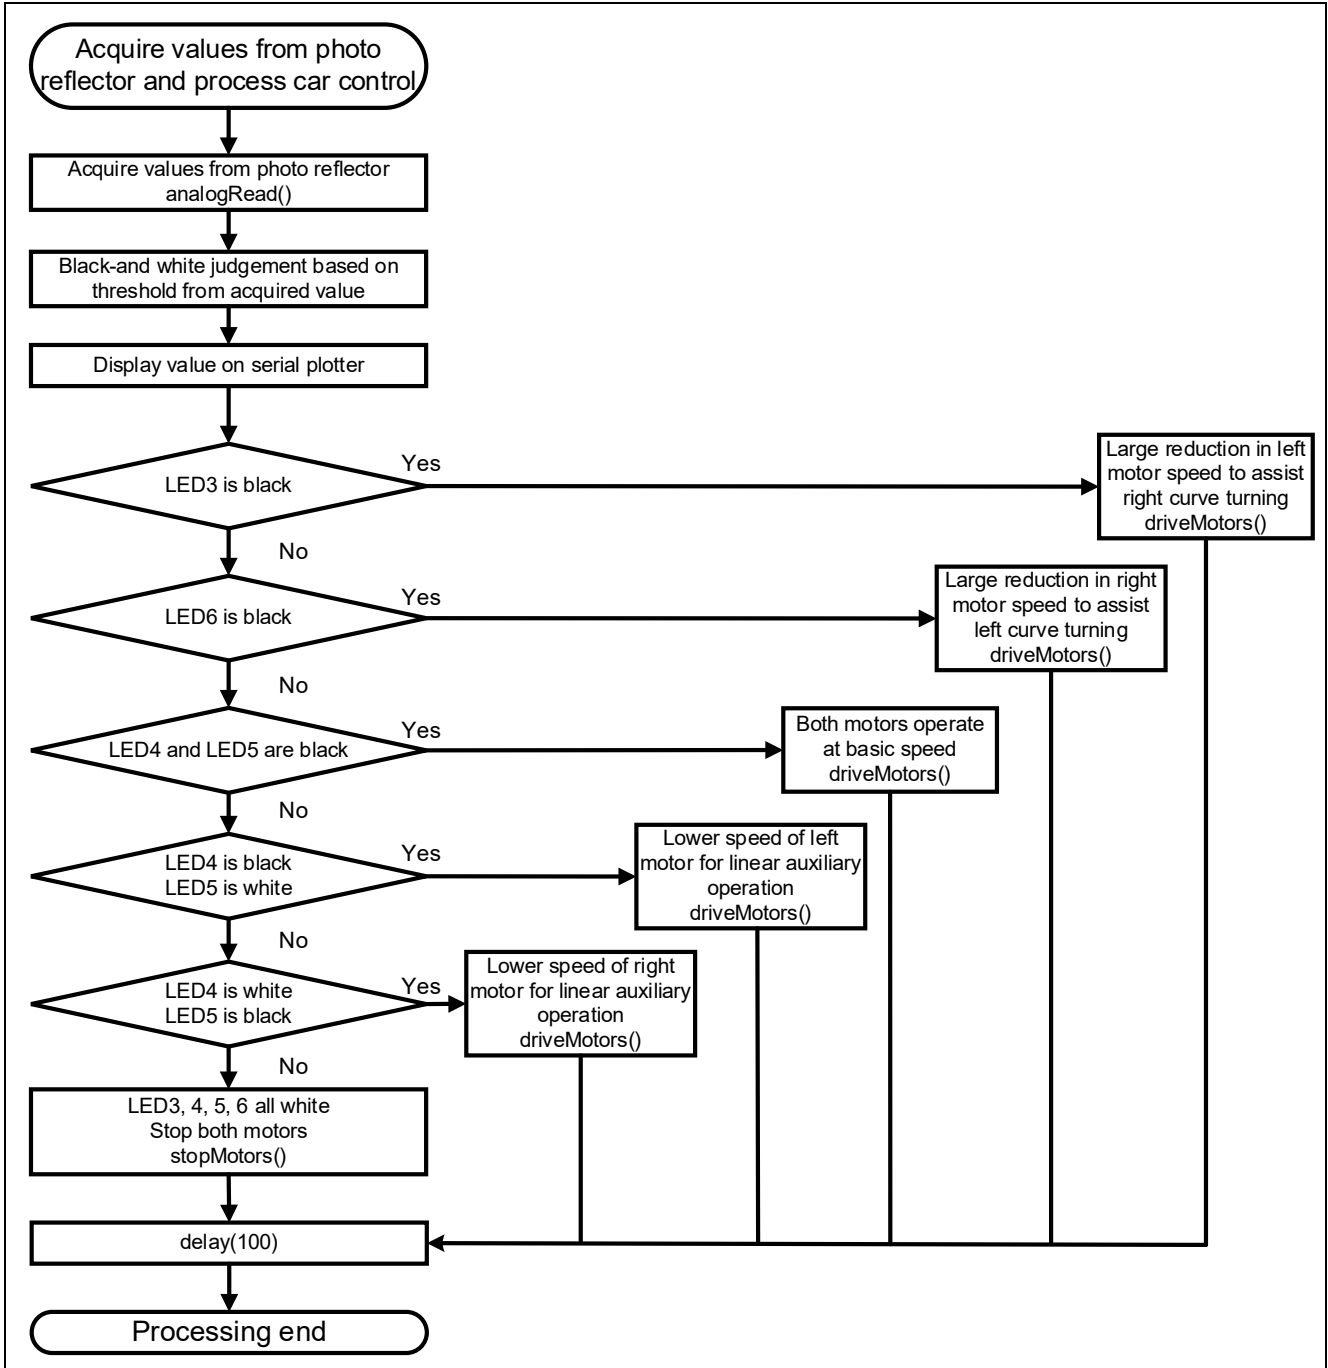 Acquire values from photo
reflector and process car control
Acquire values from photo reflector
analogRead()
Black-and white judgement based on
threshold from acquired value
Display value on serial plotter
LED3 is black
Yes
Large reduction in left
motor speed to assist
right curve turning
driveMotors()
No
LED6 is black
Yes
Large reduction in right
motor speed to assist
left curve turning
driveMotors()
No
LED4 and LED5 are black
Yes
Both motors operate
at basic speed
driveMotors()
No
LED4 is black
LED5 is white
Yes
Lower speed of left
motor for linear auxiliary
operation
driveMotors()
No
LED4 is white
LED5 is black
Yes
Lower speed of right
motor for linear auxiliary
operation
driveMotors()
No
LED3, 4, 5, 6 all white
Stop both motors
stopMotors()
delay(100)
Processing end